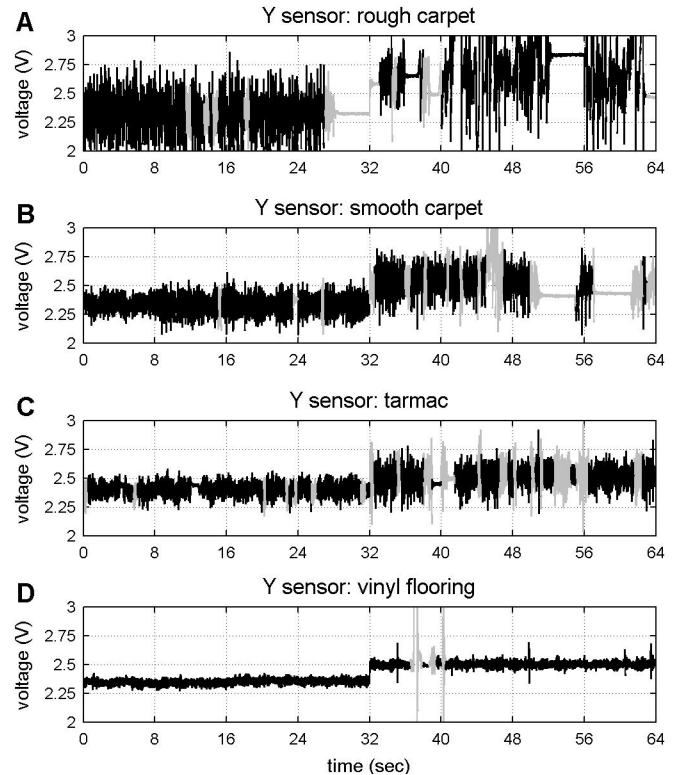 A
Y sensor: rough carpet
voltage (V)
3
2.75
2.5
2.25
2
0 8 16 24 32 40 48 56 64
B
Y sensor: smooth carpet
voltage (V)
3
2.75
2.5
2.25
2
0 8 16 24 32 40 48 56 64
C
Y sensor: tarmac
voltage (V)
3
2.75
2.5
2.25
2
0 8 16 24 32 40 48 56 64
D
Y sensor: vinyl flooring
voltage (V)
3
2.75
2.5
2.25
2
0 8 16 24 32 40 48 56 64
time (sec)